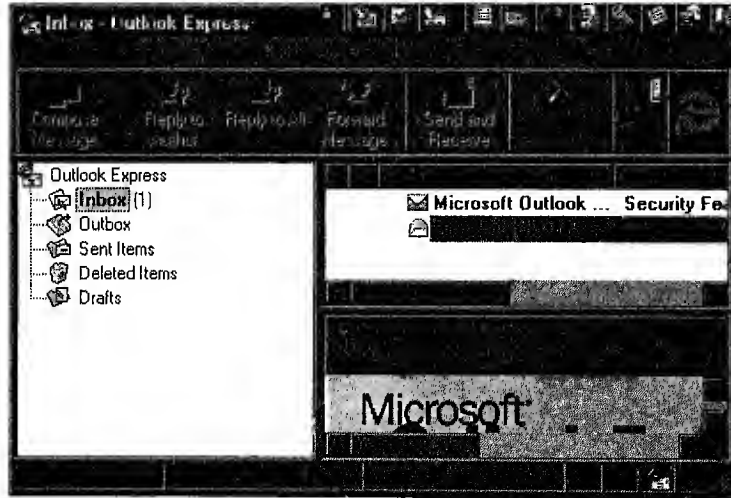 Inbox - Outlook Express
Compose Message
Reply to Author
Reply to All
Forward Message
Send and Receive
Outlook Express
Inbox (1)
Outbox
Sent Items
Deleted Items
Drafts
Microsoft Outlook ... Security Fe
Microsoft